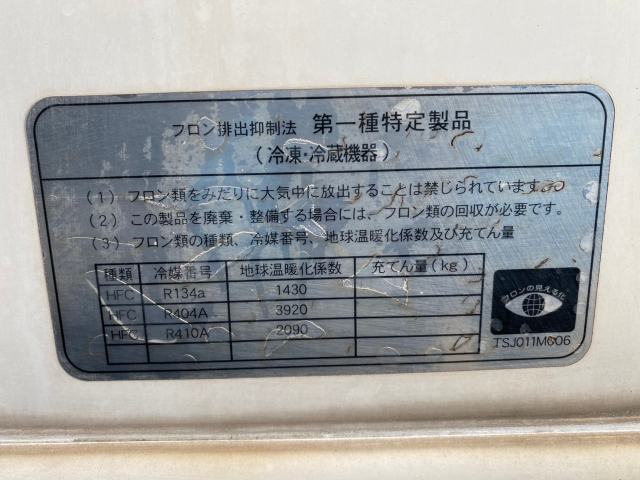 フロン排出抑制法 第一種特定製品
(冷凍・冷蔵機器)
(1) フロン類をみだりに大気中に放出することは禁じられています。
(2) この製品を廃棄・整備する場合には、フロン類の回収が必要です。
(3) フロン類の種類、冷媒番号、地球温暖化係数及び充てん量
種類 冷媒番号 地球温暖化係数 充てん量(kg)
HFC R134a 1430
HFC R404A 3920
HFC R410A 2090
フロンの見える化
TSJ011M006